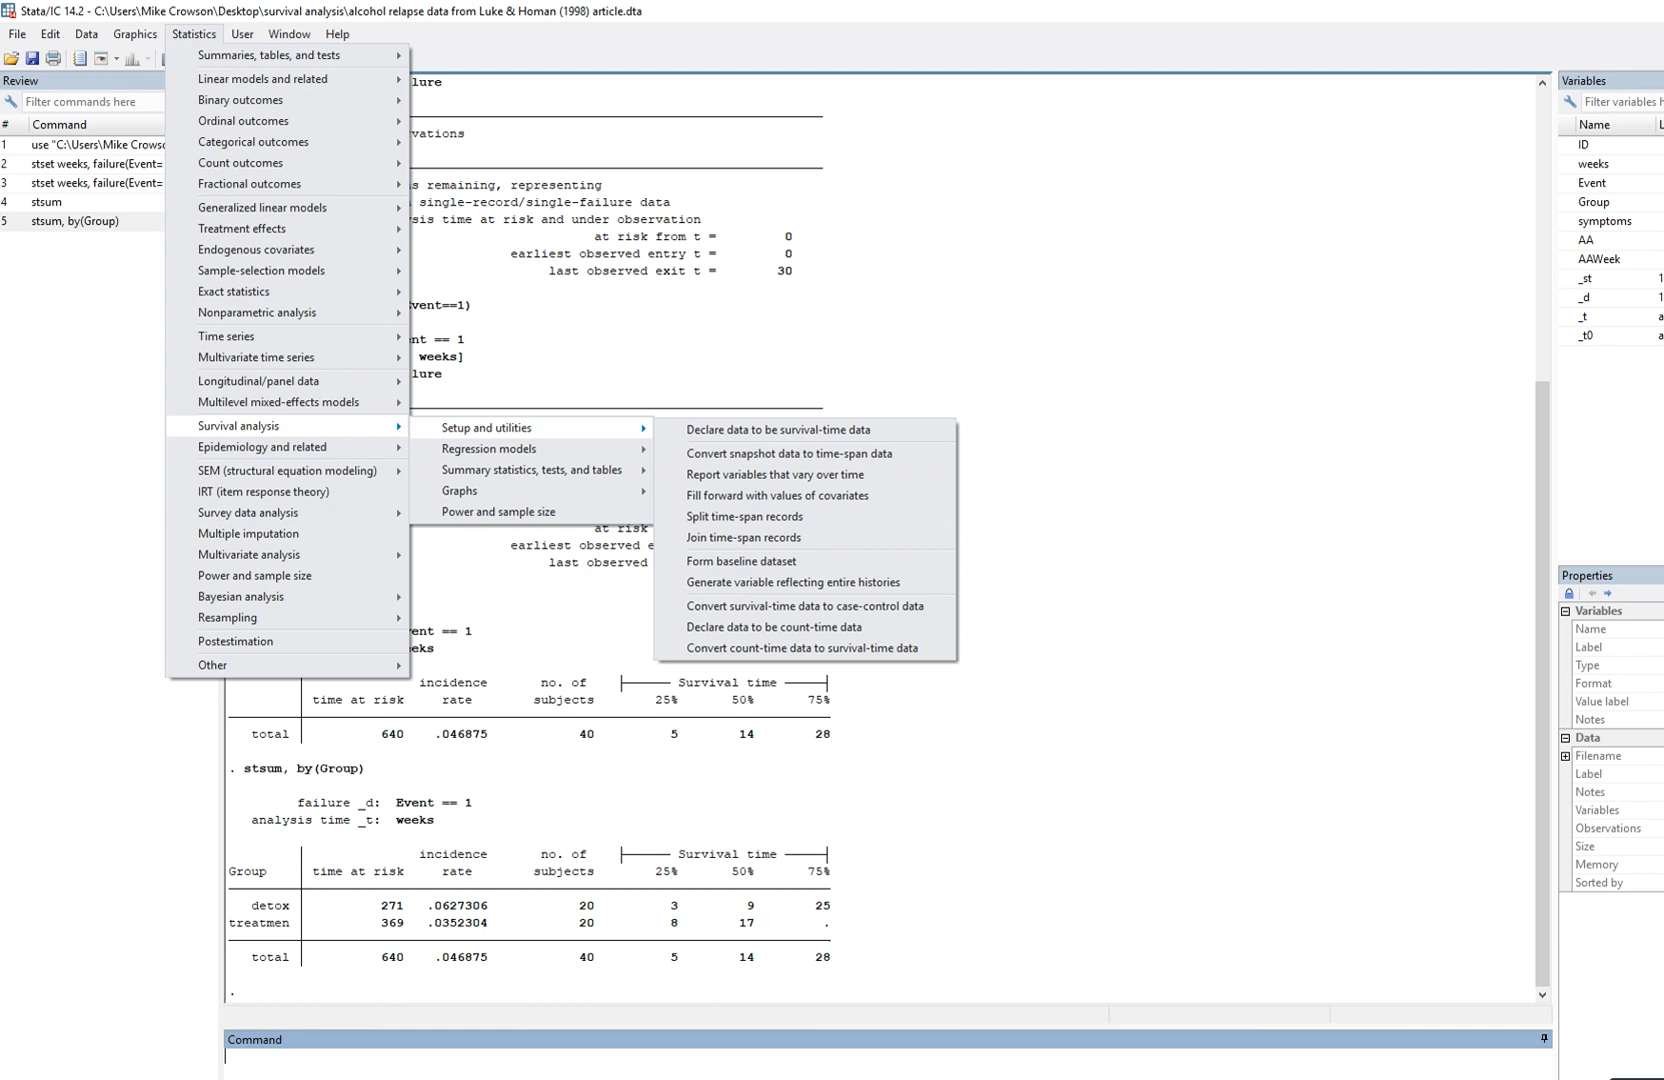 Stata/IC 14.2 - C:\Users\Mike Crowson\Desktop\survival analysis\alcohol relapse data from Luke & Homan (1998) article.dta
File Edit Data Graphics Statistics User Window Help
Review
Filter commands here
# Command
1 use "C:\Users\Mike Crowso
2 stset weeks, failure(Event=
3 stset weeks, failure(Event=
4 stsum
5 stsum, by(Group)
Summaries, tables, and tests
Linear models and related
Binary outcomes
Ordinal outcomes
Categorical outcomes
Count outcomes
Fractional outcomes
Generalized linear models
Treatment effects
Endogenous covariates
Sample-selection models
Exact statistics
Nonparametric analysis
Time series
Multivariate time series
Longitudinal/panel data
Multilevel mixed-effects models
Survival analysis
Epidemiology and related
SEM (structural equation modeling)
IRT (item response theory)
Survey data analysis
Multiple imputation
Multivariate analysis
Power and sample size
Bayesian analysis
Resampling
Postestimation
Other
Setup and utilities
Regression models
Summary statistics, tests, and tables
Graphs
Power and sample size
Declare data to be survival-time data
Convert snapshot data to time-span data
Report variables that vary over time
Fill forward with values of covariates
Split time-span records
Join time-span records
Form baseline dataset
Generate variable reflecting entire histories
Convert survival-time data to case-control data
Declare data to be count-time data
Convert count-time data to survival-time data
lure
vations
s remaining, representing
single-record/single-failure data
sis time at risk and under observation
at risk from t = 0
earliest observed entry t = 0
last observed exit t = 30
Event==1)
nt == 1
weeks]
lure
at risk
earliest observed e
last observed
ent == 1
eks
incidence no. of Survival time
time at risk rate subjects 25% 50% 75%
total 640 .046875 40 5 14 28
. stsum, by(Group)
failure _d: Event == 1
analysis time _t: weeks
incidence no. of Survival time
Group time at risk rate subjects 25% 50% 75%
detox 271 .0627306 20 3 9 25
treatmen 369 .0352304 20 8 17 .
total 640 .046875 40 5 14 28
.
Command
Variables
Filter variables h
Name L
ID
weeks
Event
Group
symptoms
AA
AAWeek
_st 1
_d 1
_t a
_t0 a
Properties
Variables
Name
Label
Type
Format
Value label
Notes
Data
Filename
Label
Notes
Variables
Observations
Size
Memory
Sorted by